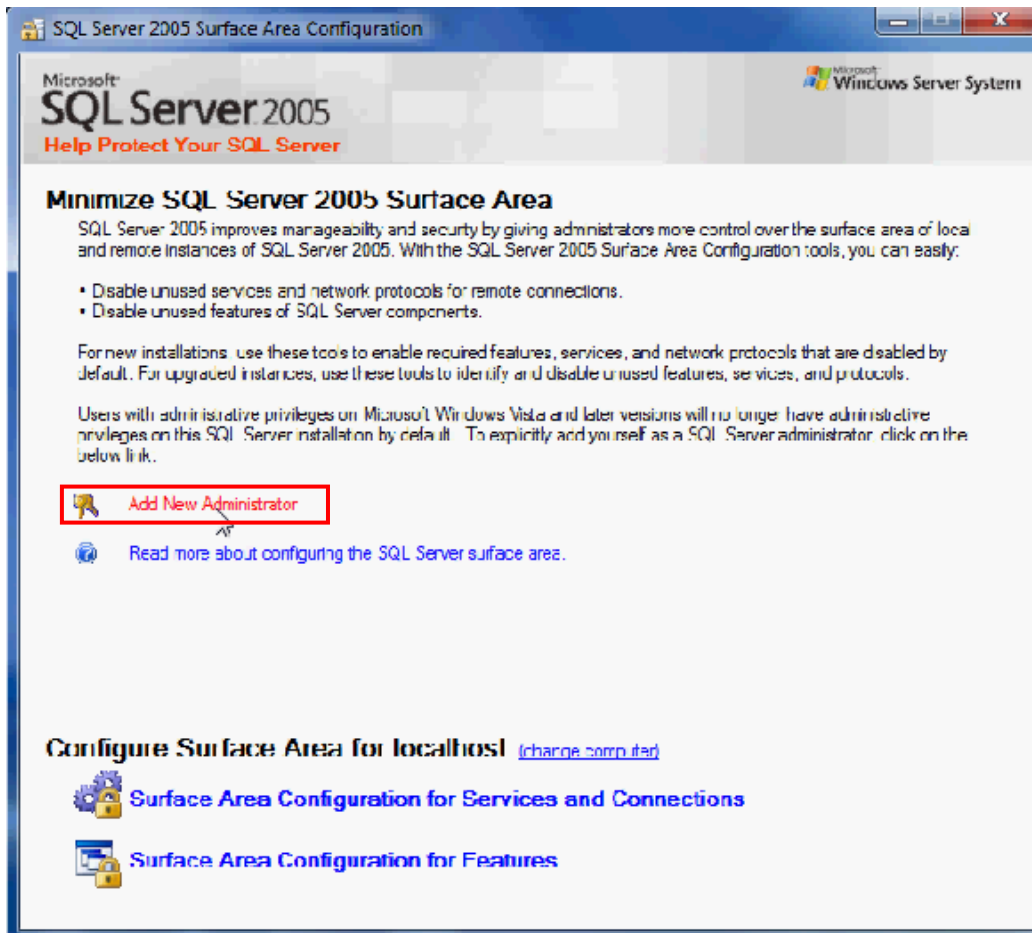 SQL Server 2005 Surface Area Configuration
Microsoft
SQL Server 2005
Help Protect Your SQL Server
Microsoft
Windows Server System
Minimize SQL Server 2005 Surface Area
SQL Server 2005 improves manageability and security by giving administrators more control over the surface area of local
and remote instances of SQL Server 2005. With the SQL Server 2005 Surface Area Configuration tools, you can easily:
• Disable unused services and network protocols for remote connections.
• Disable unused features of SQL Server components.
For new installations, use these tools to enable required features, services, and network protocols that are disabled by
default. For upgraded instances, use these tools to identify and disable unused features, services, and protocols.
Users with administrative privileges on Microsoft Windows Vista and later versions will no longer have administrative
privileges on this SQL Server installation by default. To explicitly add yourself as a SQL Server administrator, click on the
below link.
Add New Administrator
Read more about configuring the SQL Server surface area.
Configure Surface Area for localhost (change computer)
Surface Area Configuration for Services and Connections
Surface Area Configuration for Features